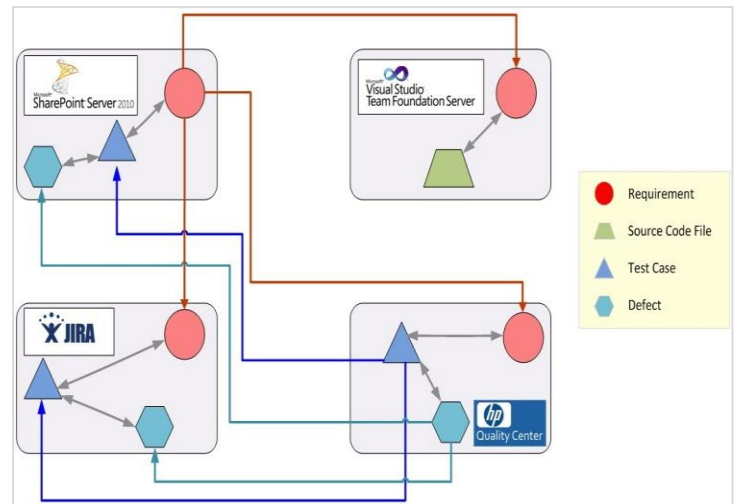 Microsoft
SharePoint Server 2010
Microsoft
Visual Studio
Team Foundation Server
Requirement
Source Code File
Test Case
Defect
JIRA
hp
Quality Center